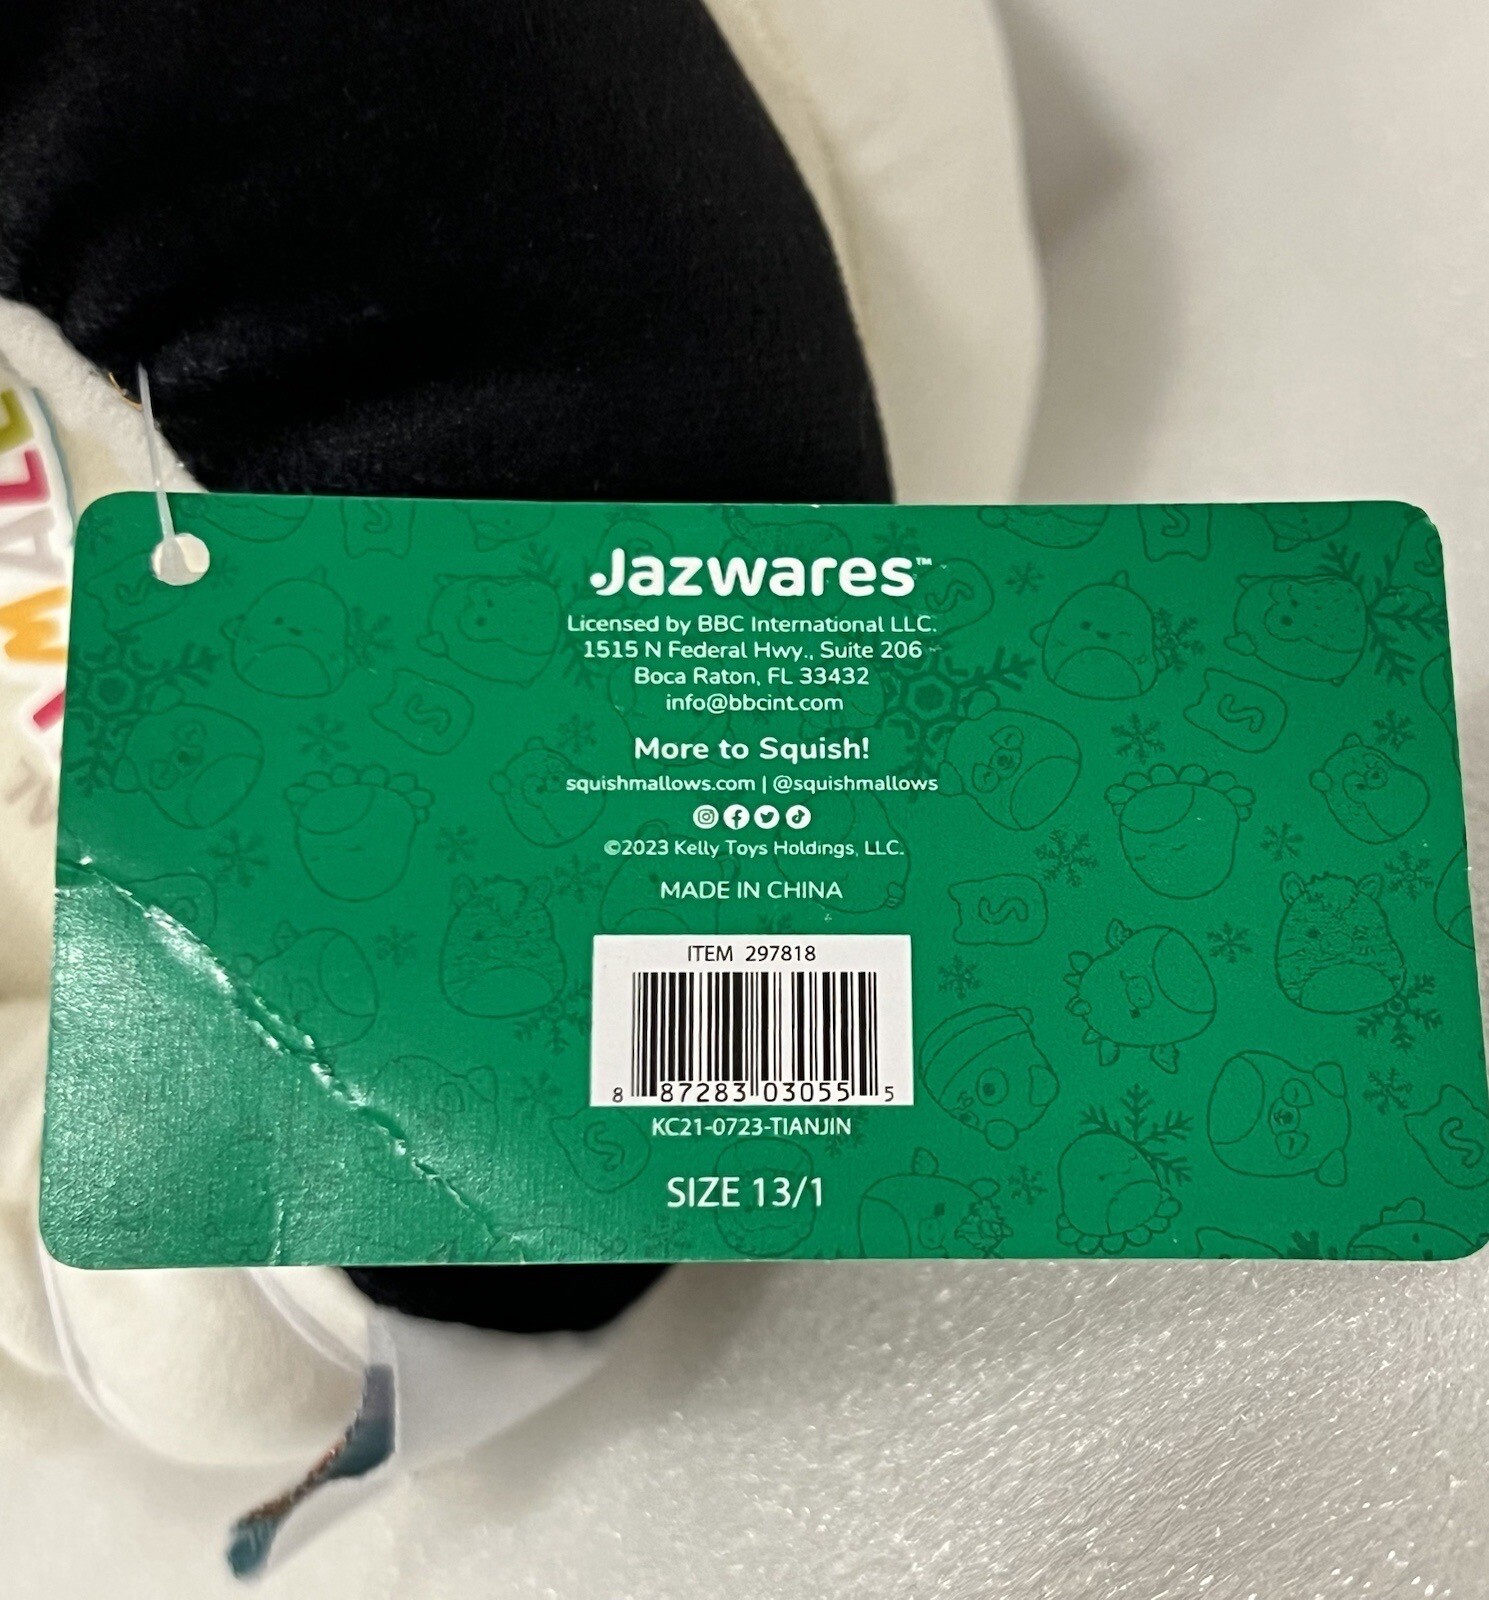 Jazwares™
Licensed by BBC International LLC.
1515 N Federal Hwy., Suite 206
Boca Raton, FL 33432
info@bbcint.com
More to Squish!
squishmallows.com | @squishmallows
©2023 Kelly Toys Holdings, LLC.
MADE IN CHINA
ITEM 297818
8 87283 03055 5
KC21-0723-TIANJIN
SIZE 13/1